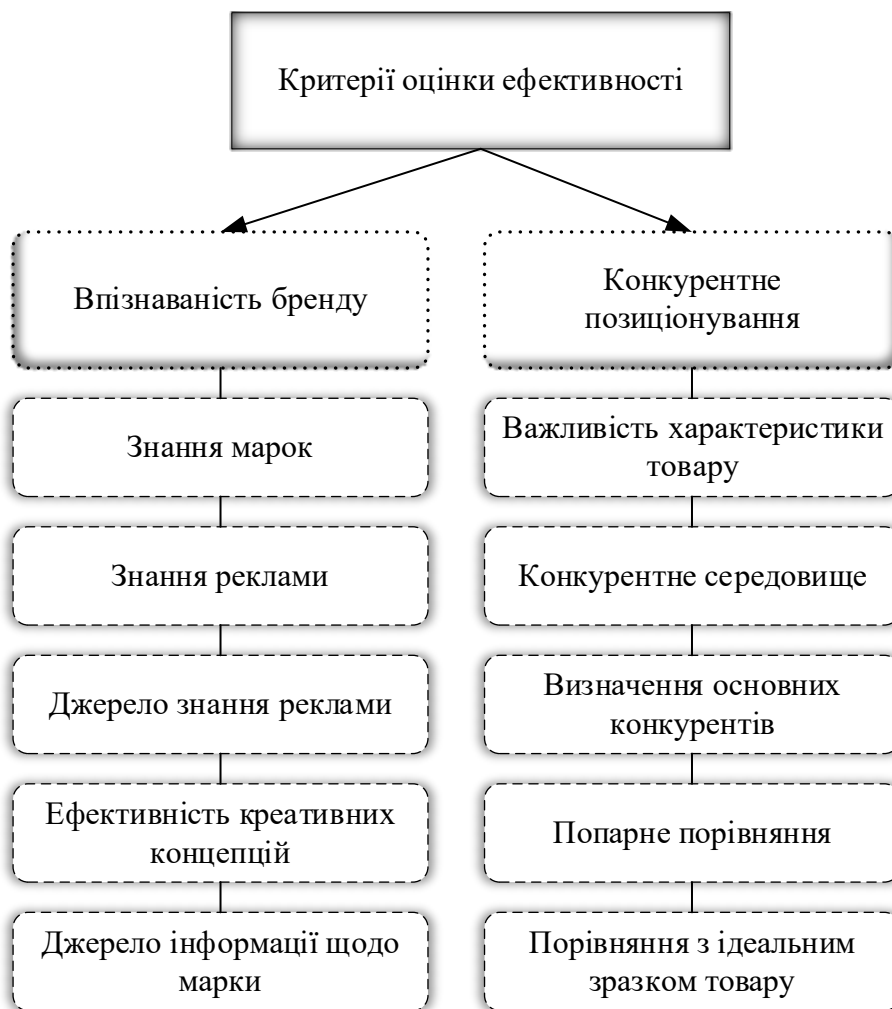 Критерії оцінки ефективності
Впізнаваність бренду
Знання марок
Знання реклами
Джерело знання реклами
Ефективність креативних
концепцій
Джерело інформації щодо
марки
Конкурентне
позиціонування
Важливість характеристики
товару
Конкурентне середовище
Визначення основних
конкурентів
Попарне порівняння
Порівняння з ідеальним
зразком товару